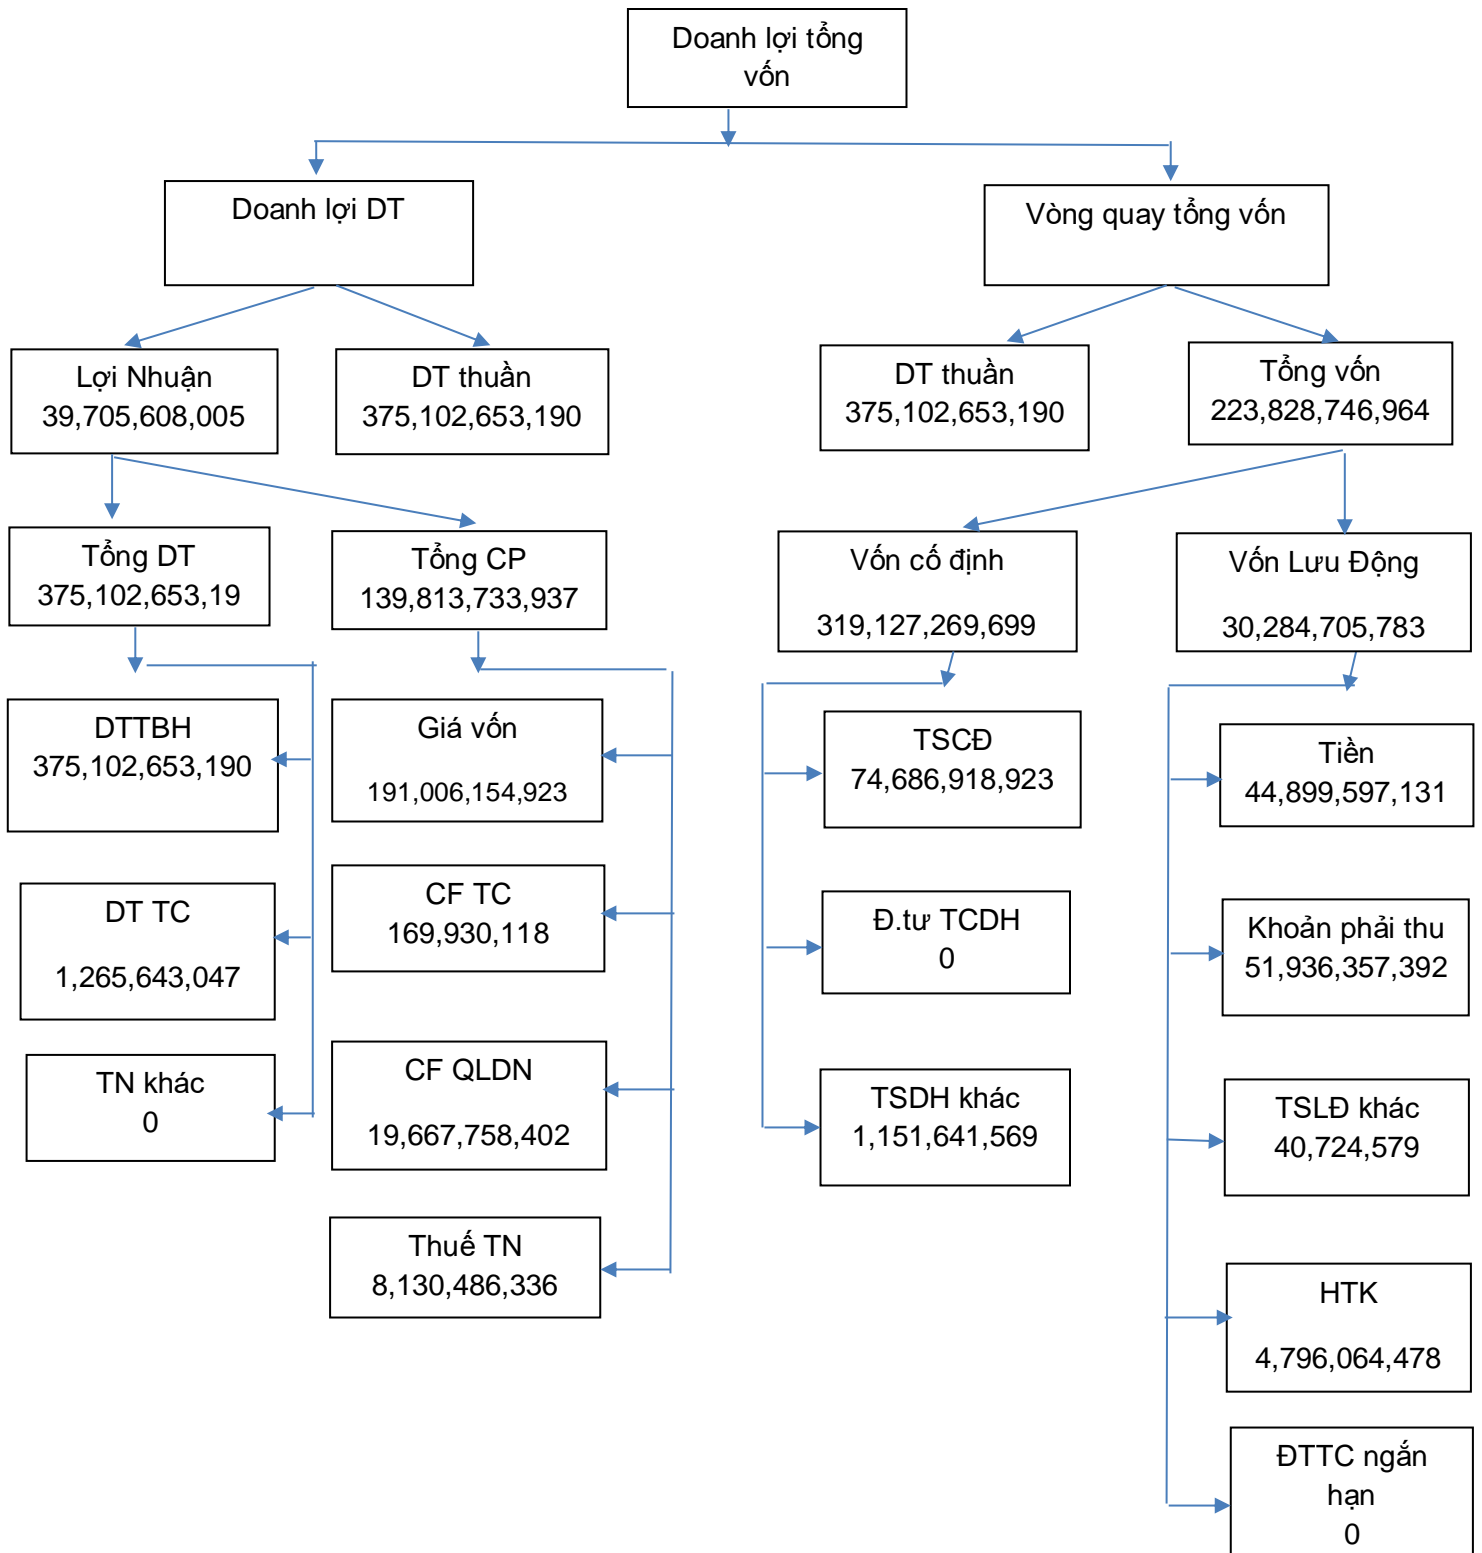 Doanh lợi tổng
vốn
Doanh lợi DT
Vòng quay tổng vốn
Lợi Nhuận
39,705,608,005
DT thuần
375,102,653,190
DT thuần
375,102,653,190
Tổng vốn
223,828,746,964
Tổng DT
375,102,653,19
Tổng CP
139,813,733,937
Vốn cố định
319,127,269,699
Vốn Lưu Động
30,284,705,783
DTTBH
375,102,653,190
Giá vốn
191,006,154,923
TSCĐ
74,686,918,923
Tiền
44,899,597,131
DT TC
1,265,643,047
CF TC
169,930,118
Đ.tư TCDH
0
Khoản phải thu
51,936,357,392
TN khác
0
CF QLDN
19,667,758,402
TSDH khác
1,151,641,569
TSLĐ khác
40,724,579
Thuế TN
8,130,486,336
HTK
4,796,064,478
ĐTTC ngắn
hạn
0